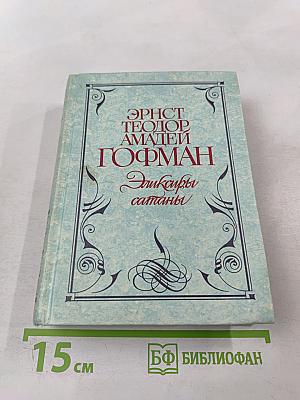 ЭРНСТ
ТЕОДОР
АМАДЕЙ
ГОФМАН
Эликсиры
сатаны
15 см
БФ БИБЛИОФАН